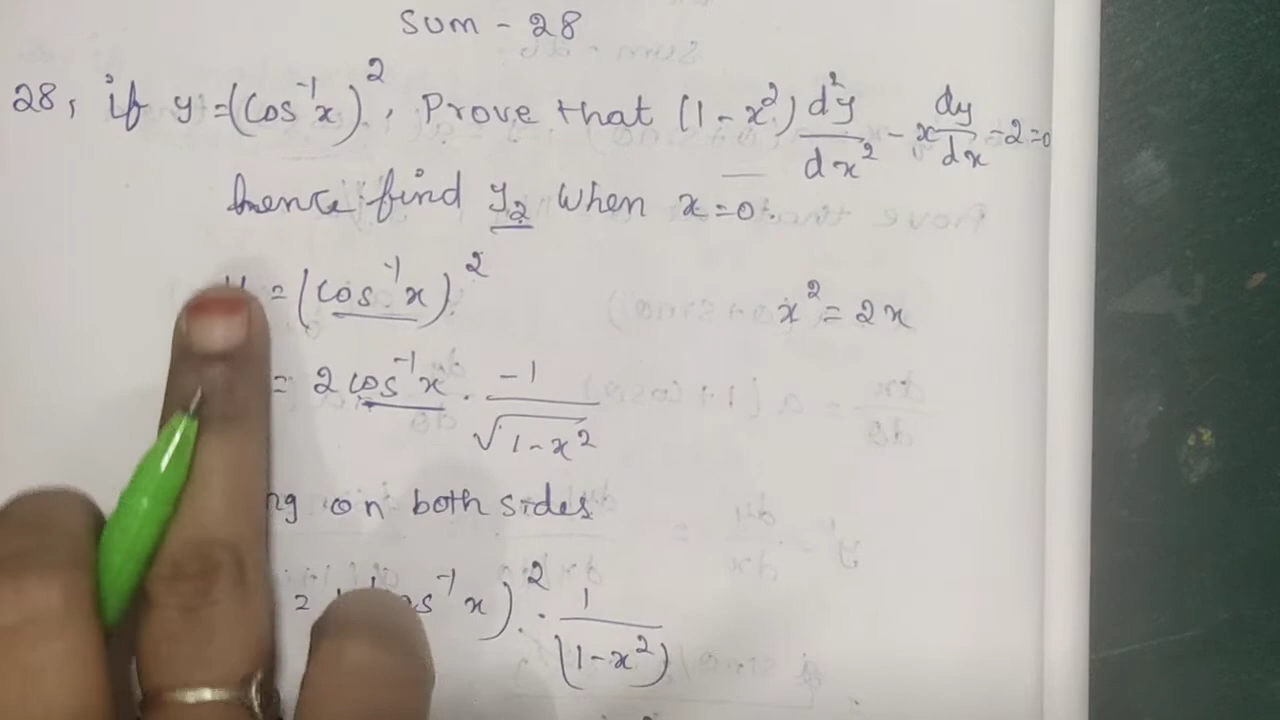 Sum - 28
28, if y = (Cos⁻¹x)², Prove that (1-x²) d²y/dx² - x dy/dx - 2 = 0
hence find y₂ when x=0.
= (cos⁻¹x)²
x² = 2x
= 2 cos⁻¹x · -1/√1-x²
on both sides
= x)² · 1/(1-x²)